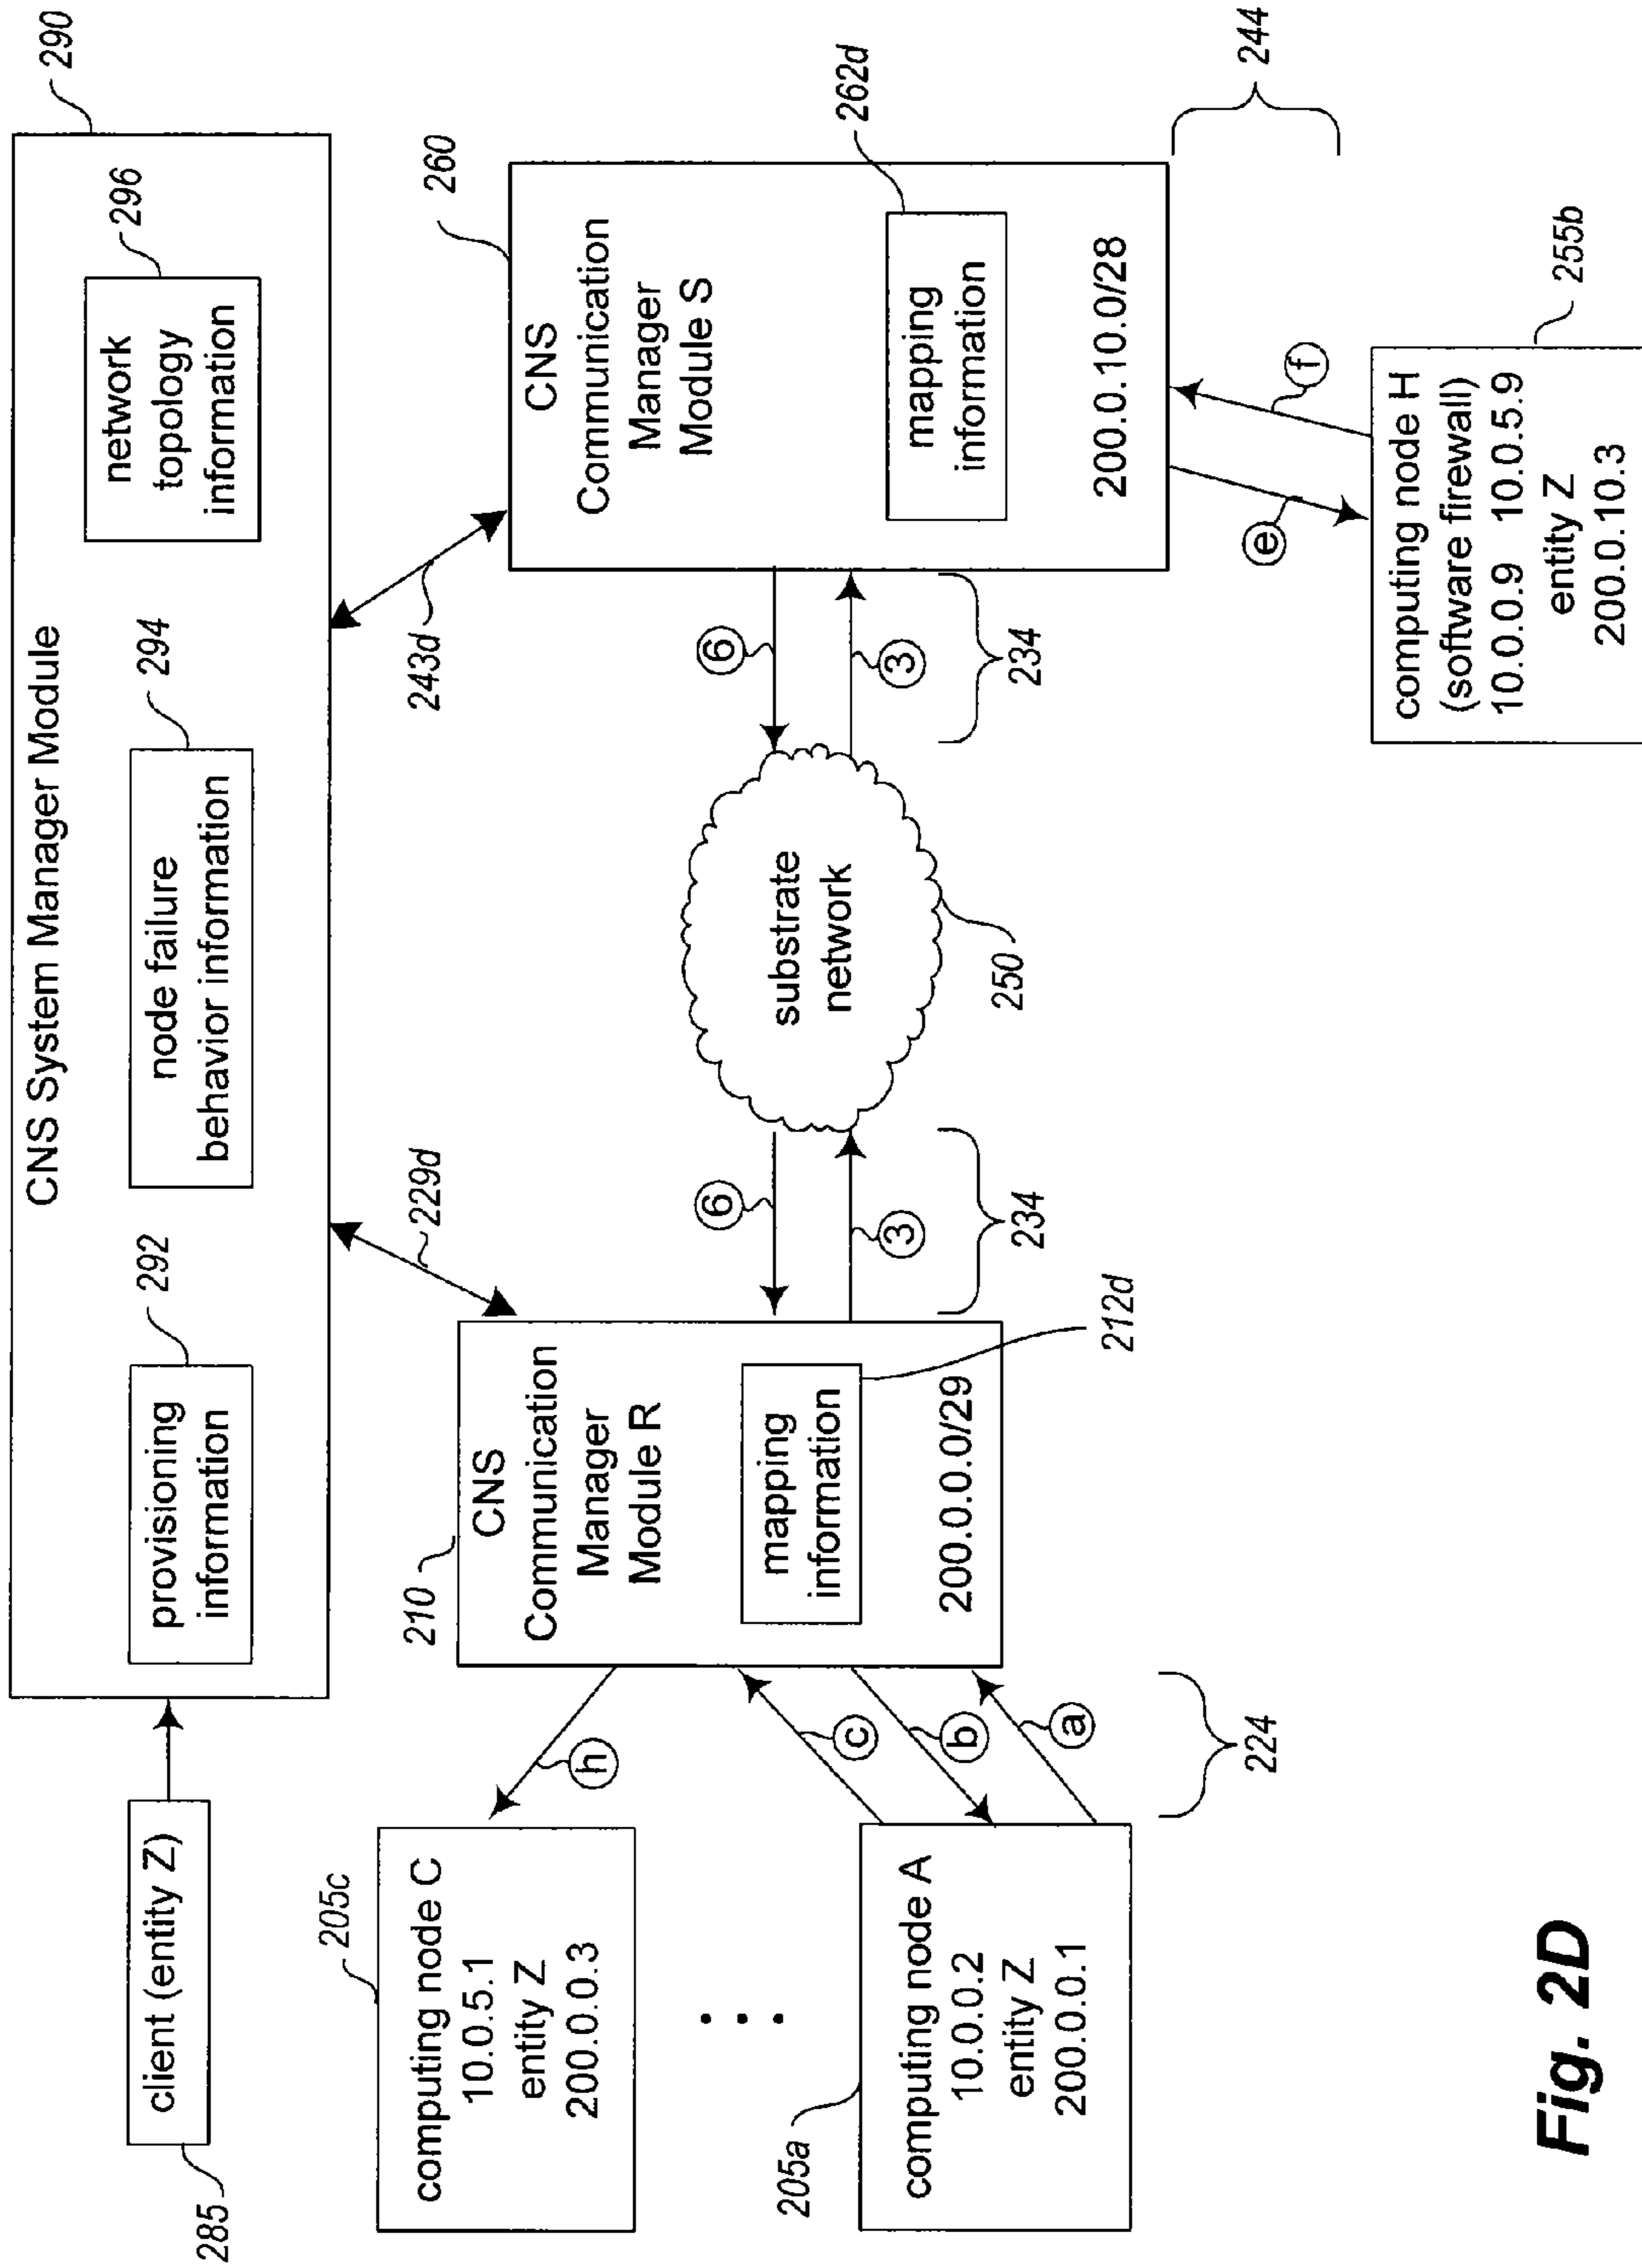 285
client (entity Z)
CNS System Manager Module
290
provisioning
information
292
node failure
behavior information
294
network
topology
information
296
229d
243d
205c
computing node C
10.0.5.1
entity Z
200.0.0.3
205a
computing node A
10.0.0.2
entity Z
200.0.0.1
h
c
b
a
224
210
CNS
Communication
Manager
Module R
mapping
information
200.0.0.0/29
212d
6
3
234
substrate
network
250
6
3
234
260
CNS
Communication
Manager
Module S
262d
mapping
information
200.0.10.0/28
244
e
f
computing node H
(software firewall)
10.0.0.9 10.0.5.9
entity Z
200.0.10.3
255b
Fig. 2D